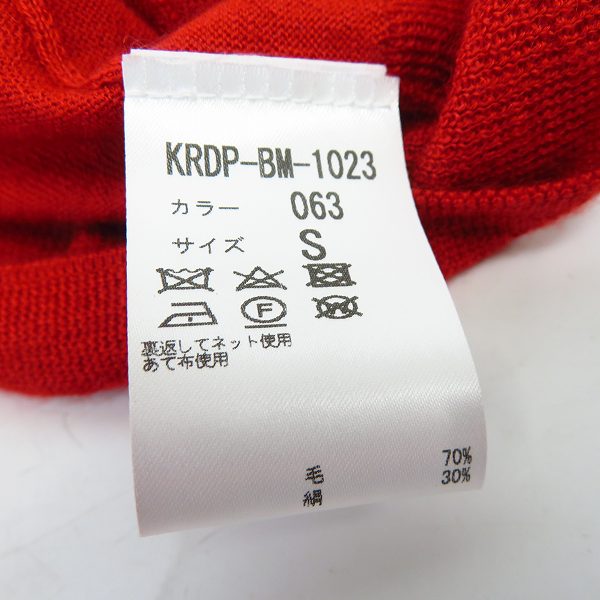 KRDP-BM-1023
カラー 063
サイズ S
F
W
裏返してネット使用
あて布使用
毛 70%
絹 30%